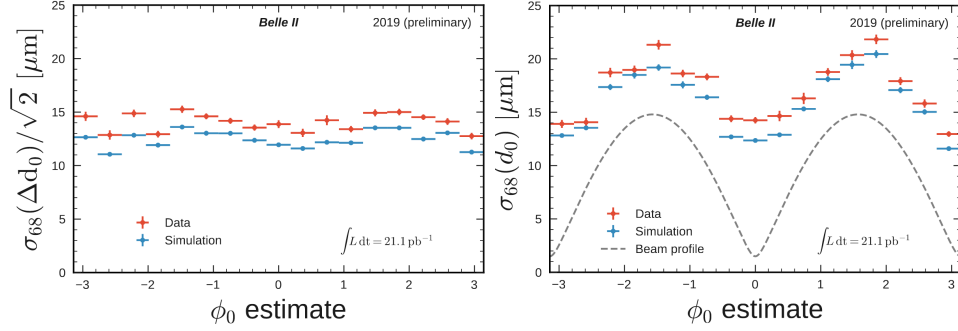 Belle II 2019 (preliminary)
σ68(Δd0)/√2 [μm]
25
20
15
10
5
0
Data
Simulation
∫L dt = 21.1 pb−1
−3 −2 −1 0 1 2 3
ϕ0 estimate
Belle II 2019 (preliminary)
σ68(d0) [μm]
25
20
15
10
5
0
Data
Simulation
Beam profile
∫L dt = 21.1 pb−1
−3 −2 −1 0 1 2 3
ϕ0 estimate